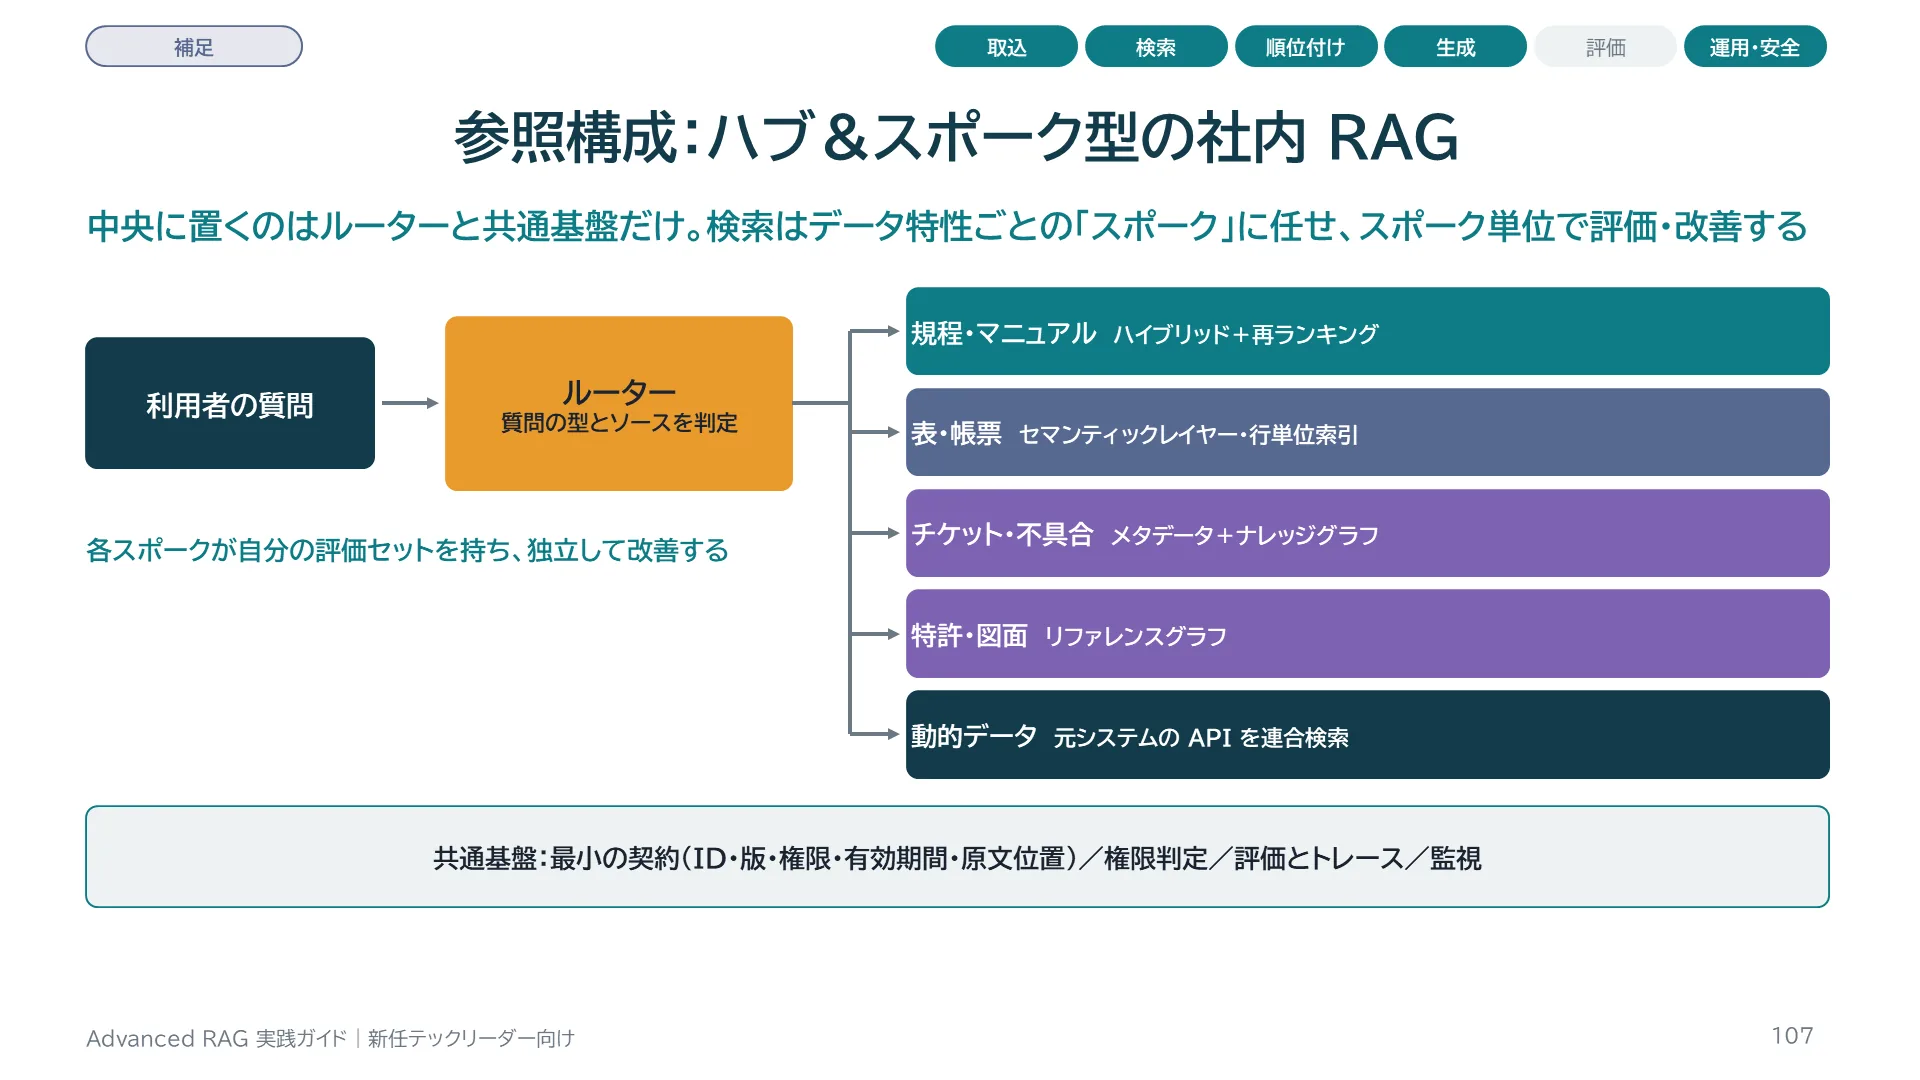 補足
取込
検索
順位付け
生成
評価
運用・安全
参照構成：ハブ＆スポーク型の社内 RAG
中央に置くのはルーターと共通基盤だけ。検索はデータ特性ごとの「スポーク」に任せ、スポーク単位で評価・改善する
利用者の質問
ルーター
質問の型とソースを判定
規程・マニュアル ハイブリッド＋再ランキング
表・帳票 セマンティックレイヤー・行単位索引
チケット・不具合 メタデータ＋ナレッジグラフ
特許・図面 リファレンスグラフ
動的データ 元システムの API を連合検索
各スポークが自分の評価セットを持ち、独立して改善する
共通基盤：最小の契約（ID・版・権限・有効期間・原文位置）／権限判定／評価とトレース／監視
Advanced RAG 実践ガイド｜新任テックリーダー向け
107